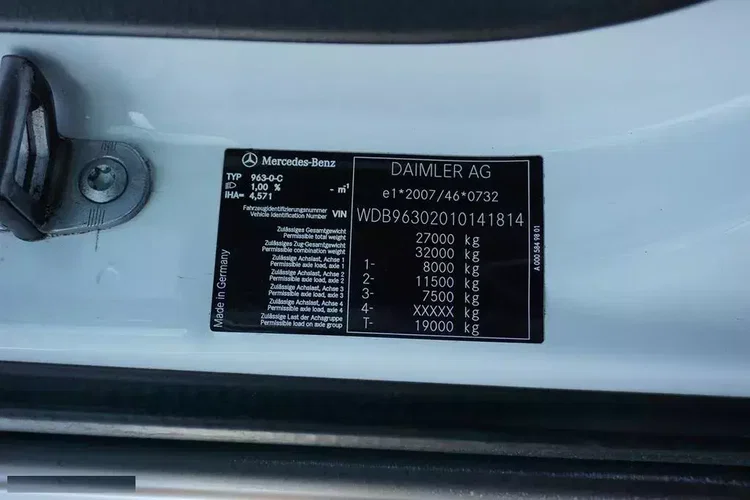 Mercedes-Benz
TYP 963-0-C
1,00 % - m⁻¹
IHA= 4,571
Fahrzeugidentifizierungsnummer
Vehicle Identification Number VIN
Zulässiges Gesamtgewicht
Permissible total weight
Zulässiges Zug-Gesamtgewicht
Permissible combination weight
Zulässige Achslast, Achse 1
Permissible axle load, axle 1
Zulässige Achslast, Achse 2
Permissible axle load, axle 2
Zulässige Achslast, Achse 3
Permissible axle load, axle 3
Zulässige Achslast, Achse 4
Permissible axle load, axle 4
Zulässige Last der Achsgruppe
Permissible load on axle group
Made in Germany
DAIMLER AG
e1*2007/46*0732
WDB96302010141814
27000 kg
32000 kg
1- 8000 kg
2- 11500 kg
3- 7500 kg
4- XXXXX kg
T- 19000 kg
A 000 584 98 01